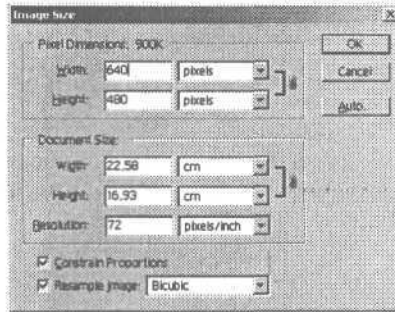 Image Size
Pixel Dimensions: 900K
Width: 640 pixels
Height: 480 pixels
OK
Cancel
Auto...
Document Size:
Width: 22.58 cm
Height: 16.93 cm
Resolution: 72 pixels/inch
Constrain Proportions
Resample Image: Bicubic